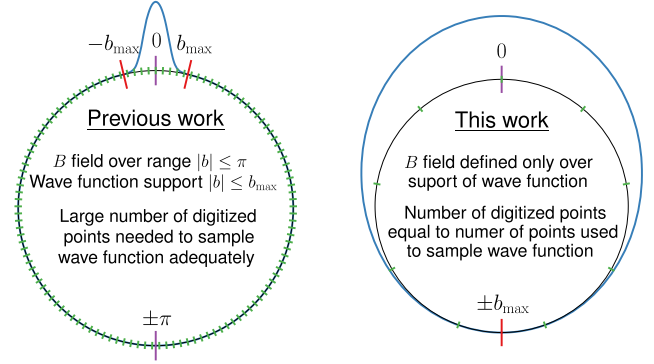 −b_max 0 b_max
Previous work
B field over range |b| ≤ π
Wave function support |b| ≤ b_max
Large number of digitized
points needed to sample
wave function adequately
±π
0
This work
B field defined only over
suport of wave function
Number of digitized points
equal to numer of points used
to sample wave function
±b_max